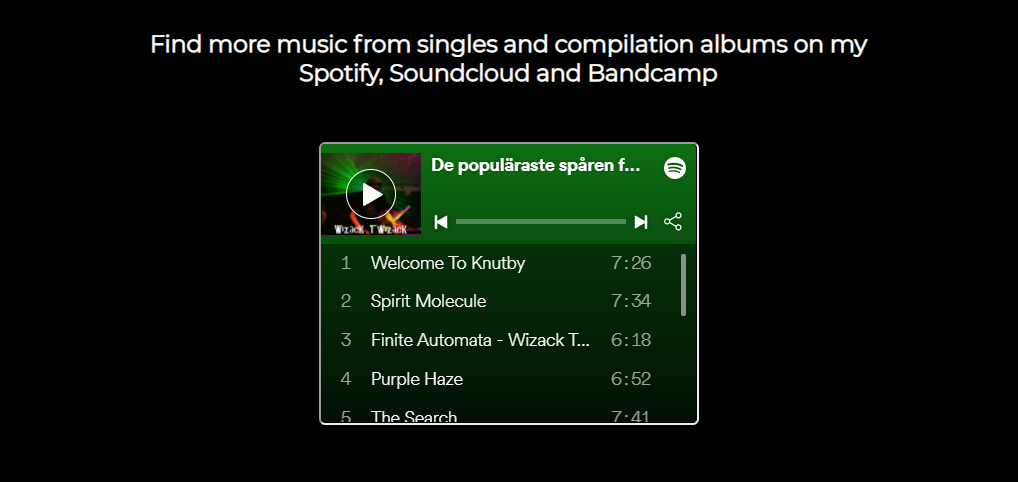 Find more music from singles and compilation albums on my
Spotify, Soundcloud and Bandcamp
De populäraste spåren f...
Wizack Twizack
1 Welcome To Knutby 7:26
2 Spirit Molecule 7:34
3 Finite Automata - Wizack T... 6:18
4 Purple Haze 6:52
5 The Search 7:41